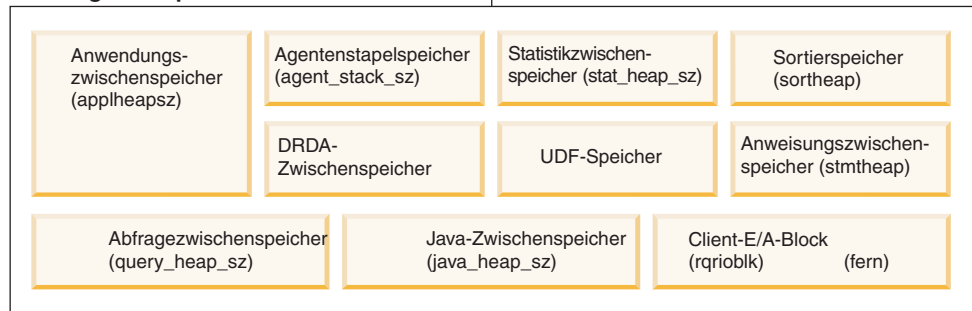 Anwendungs-
zwischenspeicher
(applheapsz)
Agentenstapelspeicher
(agent_stack_sz)
Statistikzwischen-
speicher (stat_heap_sz)
Sortierspeicher
(sortheap)
DRDA-
Zwischenspeicher
UDF-Speicher
Anweisungszwischen-
speicher (stmtheap)
Abfragezwischenspeicher
(query_heap_sz)
Java-Zwischenspeicher
(java_heap_sz)
Client-E/A-Block
(rqrioblk) (fern)